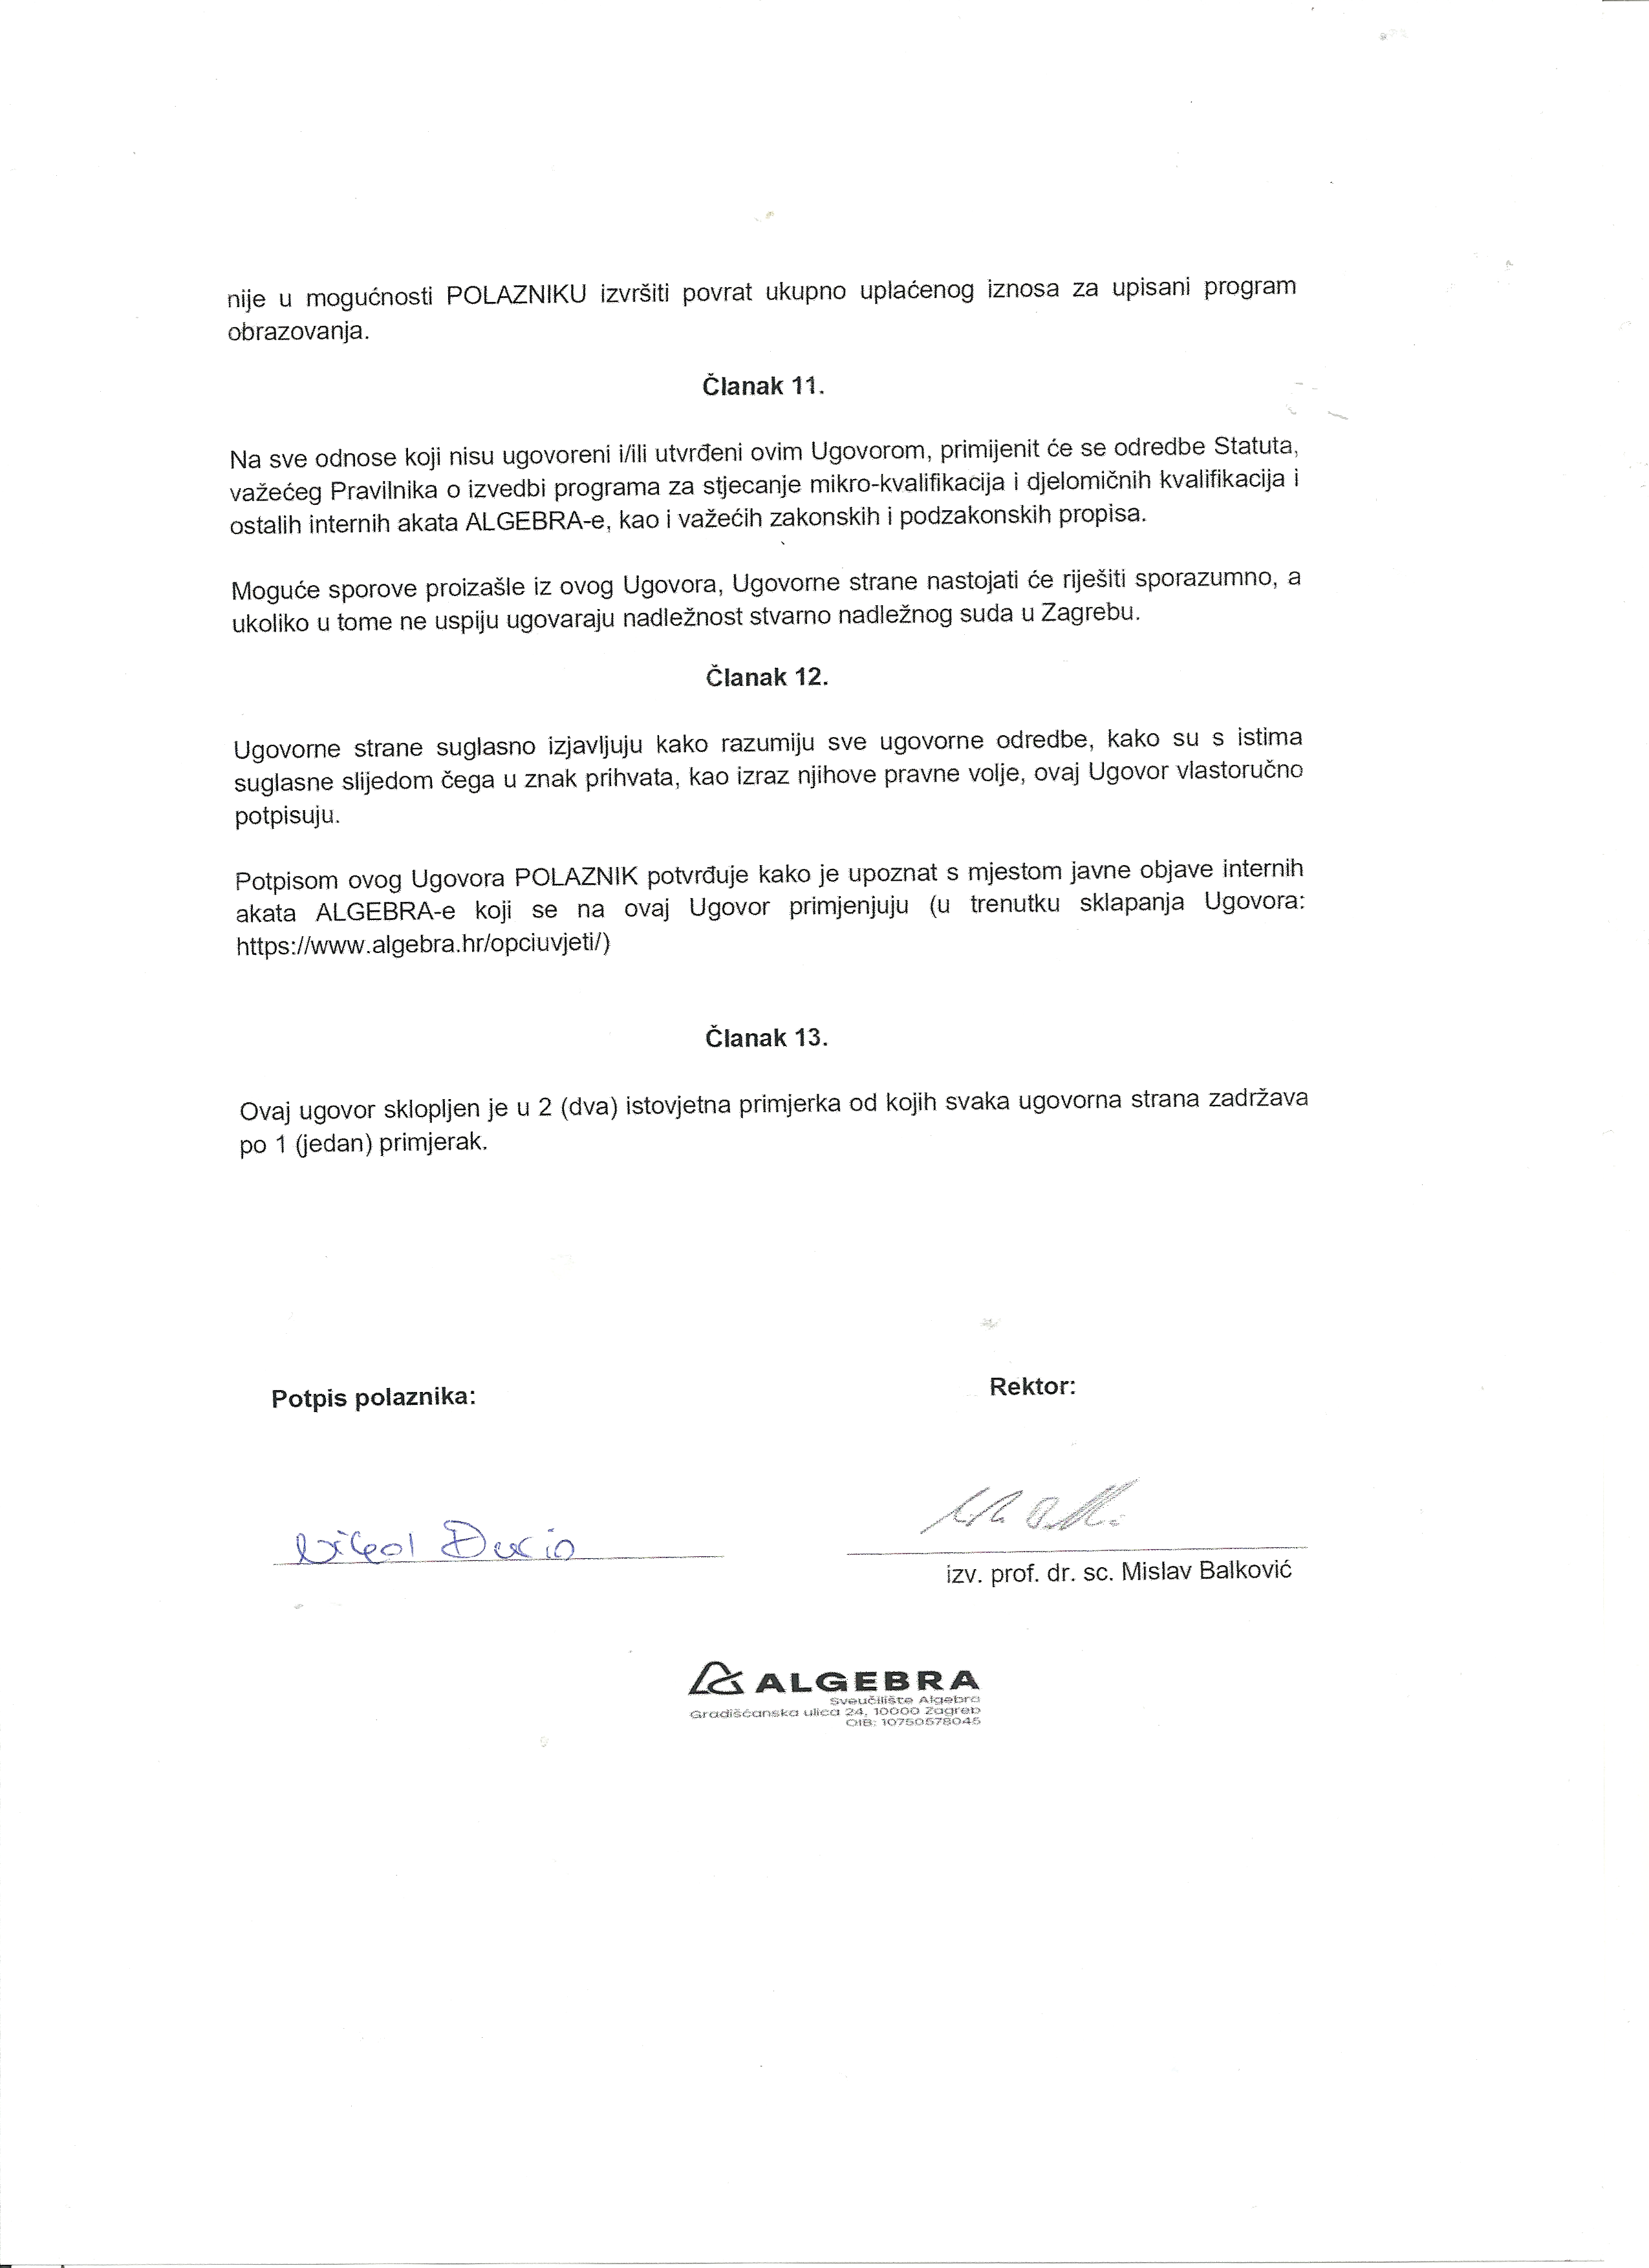 nije u mogućnosti POLAZNIKU izvršiti povrat ukupno uplaćenog iznosa za upisani program
obrazovanja.
Članak 11.
Na sve odnose koji nisu ugovoreni i/ili utvrđeni ovim Ugovorom, primijenit će se odredbe Statuta,
važećeg Pravilnika o izvedbi programa za stjecanje mikro-kvalifikacija i djelomičnih kvalifikacija i
ostalih internih akata ALGEBRA-e, kao i važećih zakonskih i podzakonskih propisa.
Moguće sporove proizašle iz ovog Ugovora, Ugovorne strane nastojati će riješiti sporazumno, a
ukoliko u tome ne uspiju ugovaraju nadležnost stvarno nadležnog suda u Zagrebu.
Članak 12.
Ugovorne strane suglasno izjavljuju kako razumiju sve ugovorne odredbe, kako su s istima
suglasne slijedom čega u znak prihvata, kao izraz njihove pravne volje, ovaj Ugovor vlastoručno
potpisuju.
Potpisom ovog Ugovora POLAZNIK potvrđuje kako je upoznat s mjestom javne objave internih
akata ALGEBRA-e koji se na ovaj Ugovor primjenjuju (u trenutku sklapanja Ugovora:
https://www.algebra.hr/opciuvjeti/)
Članak 13.
Ovaj ugovor sklopljen je u 2 (dva) istovjetna primjerka od kojih svaka ugovorna strana zadržava
po 1 (jedan) primjerak.
Potpis polaznika:
Rektor:
izv. prof. dr. sc. Mislav Balković
ALGEBRA
Sveučilište Algebra
Gradišćanska ulica 24, 10000 Zagreb
OIB: 10750578045